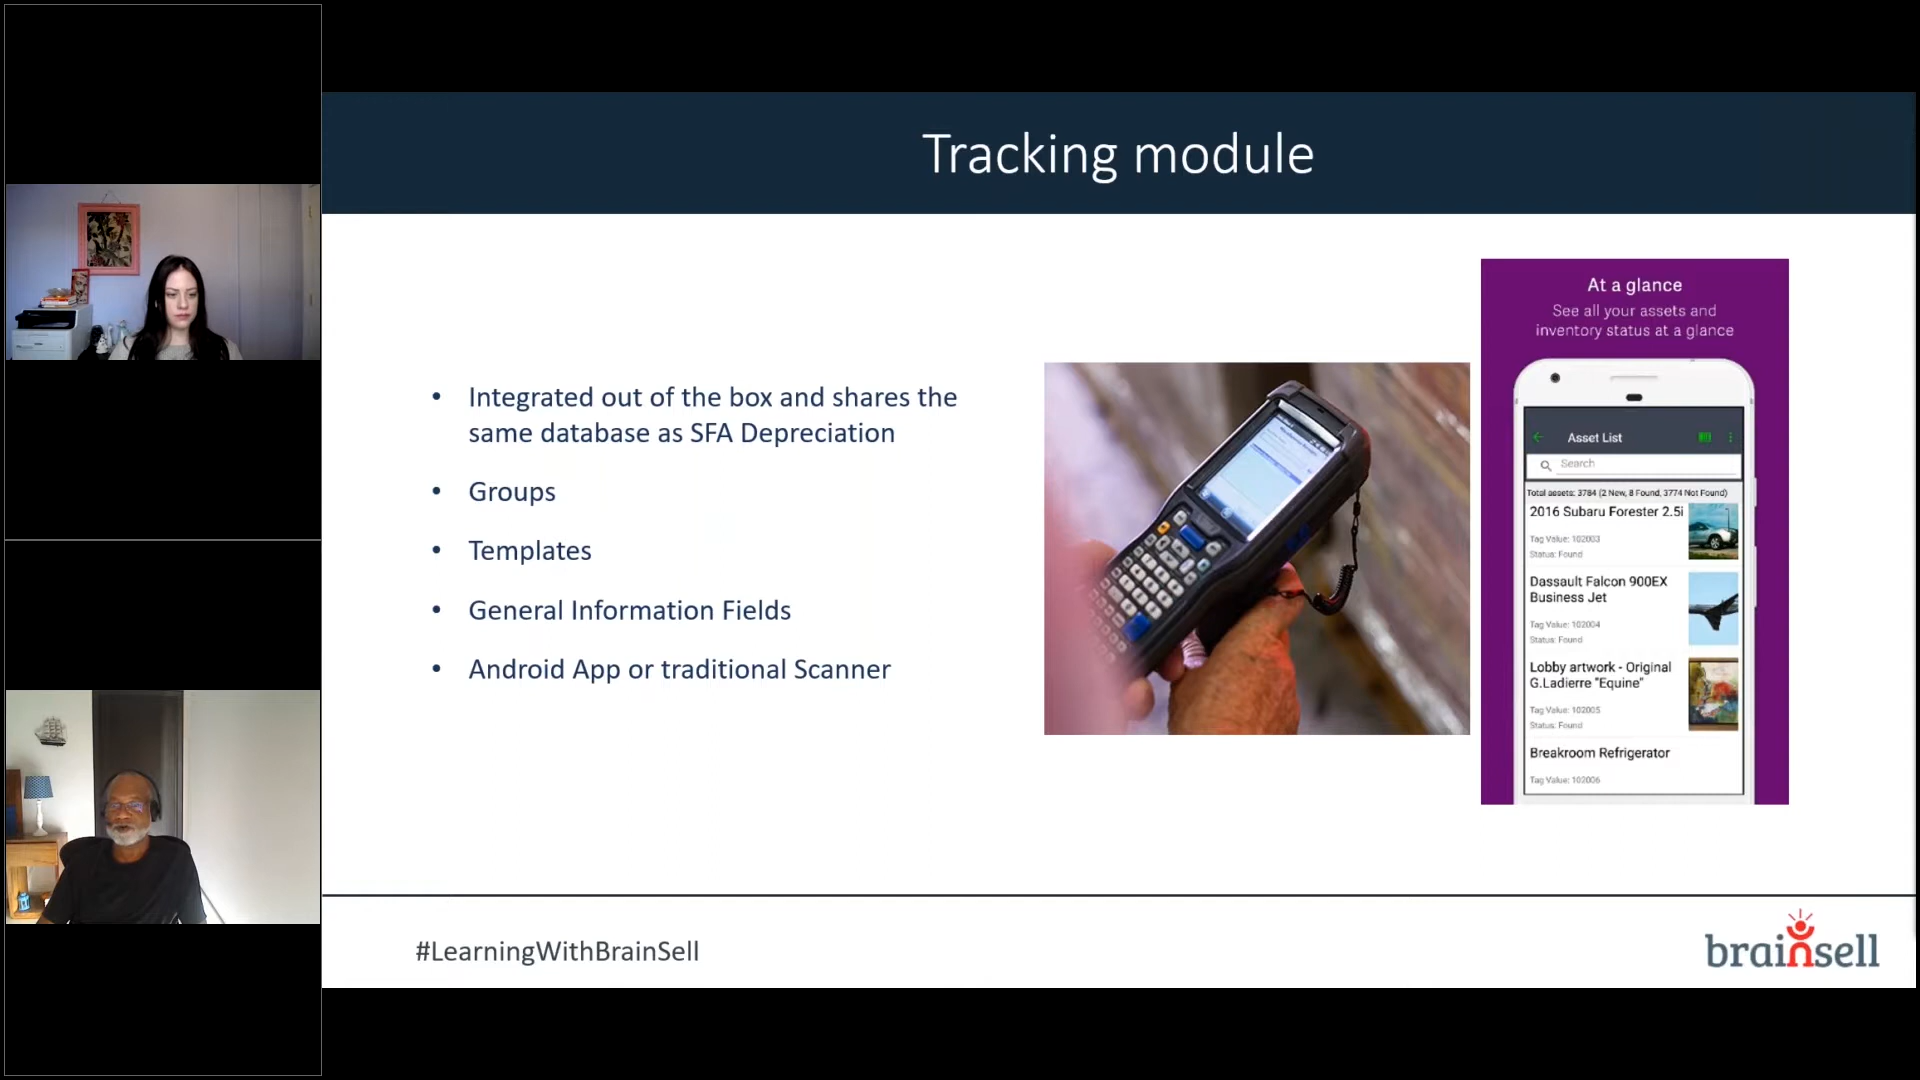 Tracking module
• Integrated out of the box and shares the
same database as SFA Depreciation
• Groups
• Templates
• General Information Fields
• Android App or traditional Scanner
At a glance
See all your assets and
inventory status at a glance
Asset List
Search
Total assets: 3784 (2 New, 8 Found, 3774 Not Found)
2016 Subaru Forester 2.5i
Tag Value: 102003
Status: Found
Dassault Falcon 900EX
Business Jet
Tag Value: 102004
Status: Found
Lobby artwork - Original
G.Ladierre "Equine"
Tag Value: 102005
Status: Found
Breakroom Refrigerator
Tag Value: 102006
#LearningWithBrainSell
brainsell